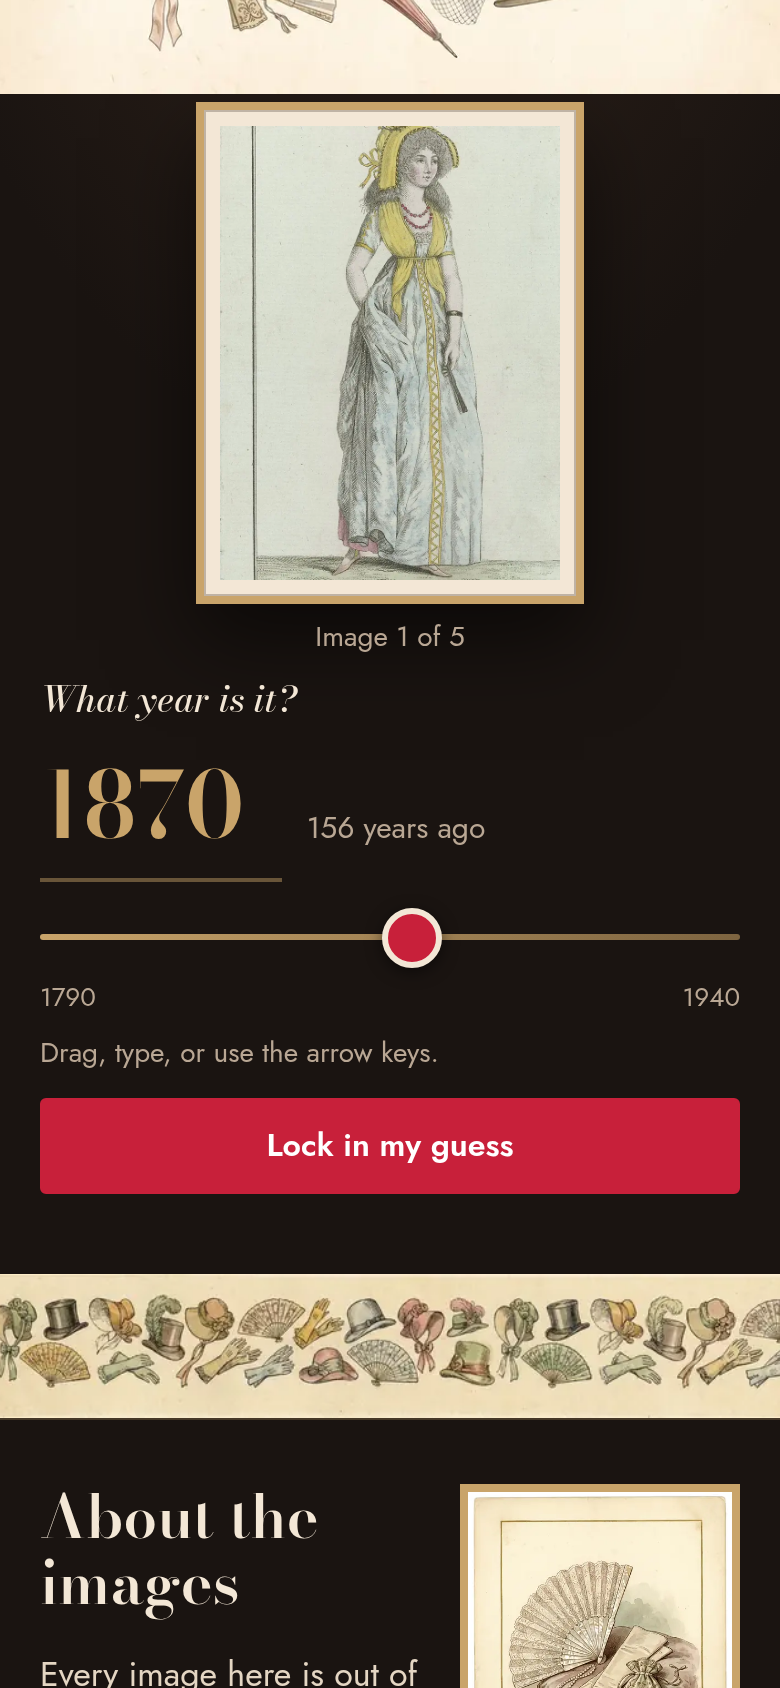 Image 1 of 5
What year is it?
1870
156 years ago
1790
1940
Drag, type, or use the arrow keys.
Lock in my guess
About the
images
Every image here is out of